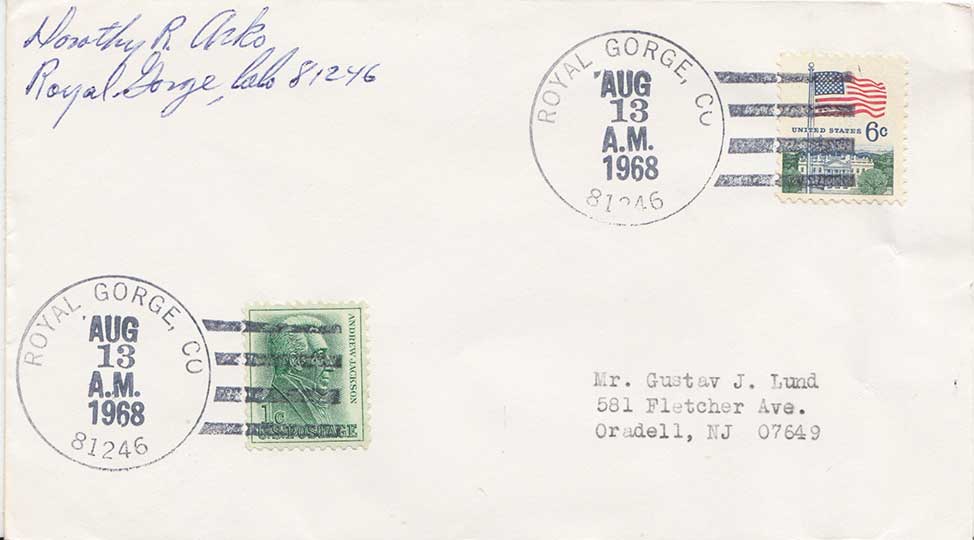 Dorothy R. Arko
Royal Gorge, Colo 81246
ROYAL GORGE, CO
AUG
13
A.M.
1968
81246
UNITED STATES 6c
ROYAL GORGE, CO
AUG
13
A.M.
1968
81246
ANDREW JACKSON
1c
U.S. POSTAGE
Mr. Gustav J. Lund
581 Fletcher Ave.
Oradell, NJ 07649